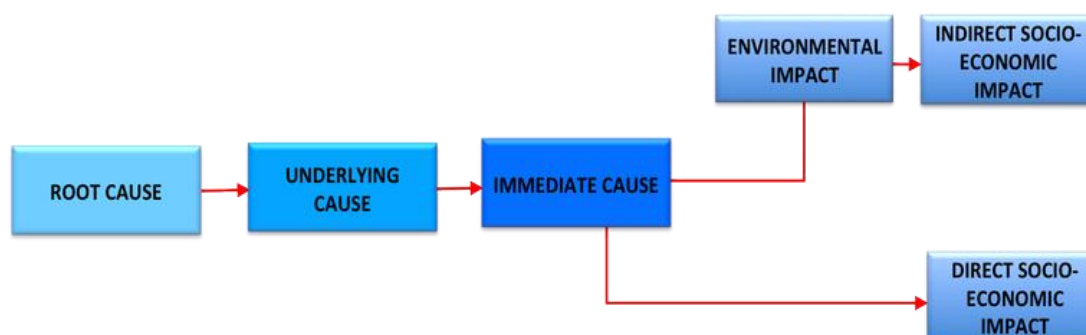 ROOT CAUSE
UNDERLYING
CAUSE
IMMEDIATE CAUSE
ENVIRONMENTAL
IMPACT
INDIRECT SOCIO-
ECONOMIC
IMPACT
DIRECT SOCIO-
ECONOMIC
IMPACT